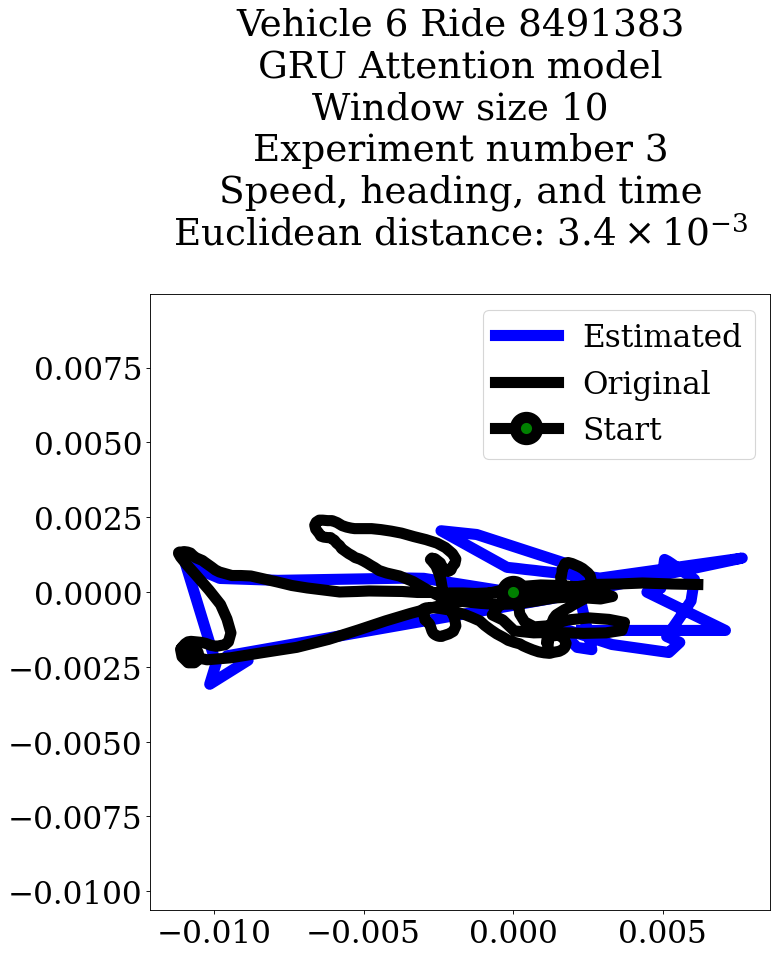 Vehicle 6 Ride 8491383
GRU Attention model
Window size 10
Experiment number 3
Speed, heading, and time
Euclidean distance: 3.4 × 10⁻³
Estimated
Original
Start
0.0075
0.0050
0.0025
0.0000
−0.0025
−0.0050
−0.0075
−0.0100
−0.010 −0.005 0.000 0.005